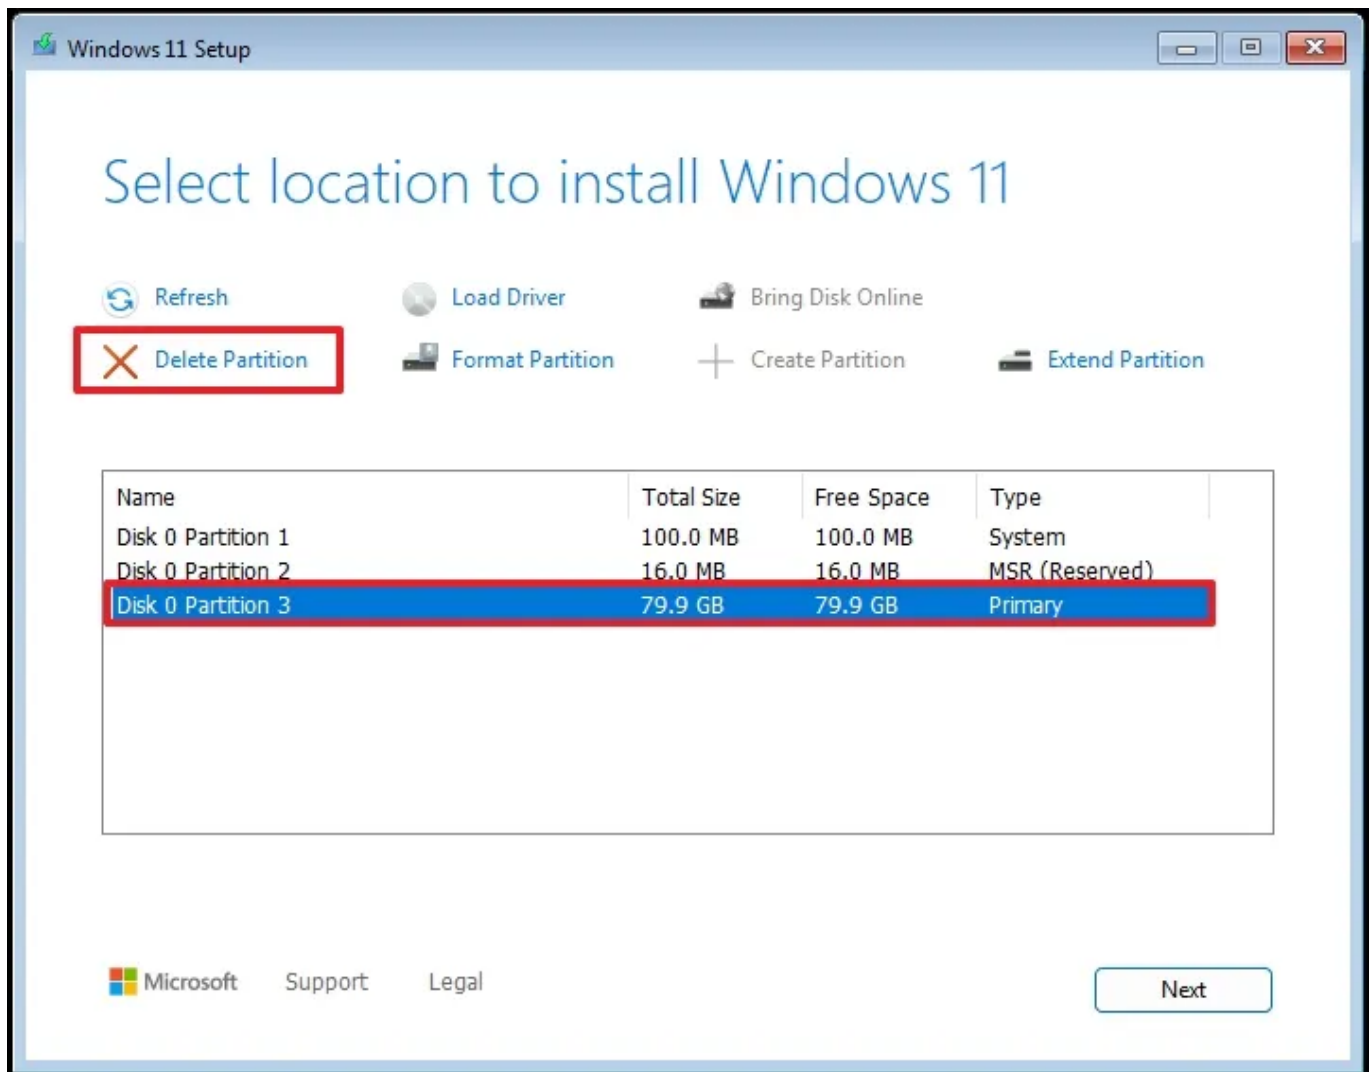 Windows 11 Setup
Select location to install Windows 11
Refresh Load Driver Bring Disk Online
Delete Partition Format Partition Create Partition Extend Partition
Name Total Size Free Space Type
Disk 0 Partition 1 100.0 MB 100.0 MB System
Disk 0 Partition 2 16.0 MB 16.0 MB MSR (Reserved)
Disk 0 Partition 3 79.9 GB 79.9 GB Primary
Microsoft Support Legal Next